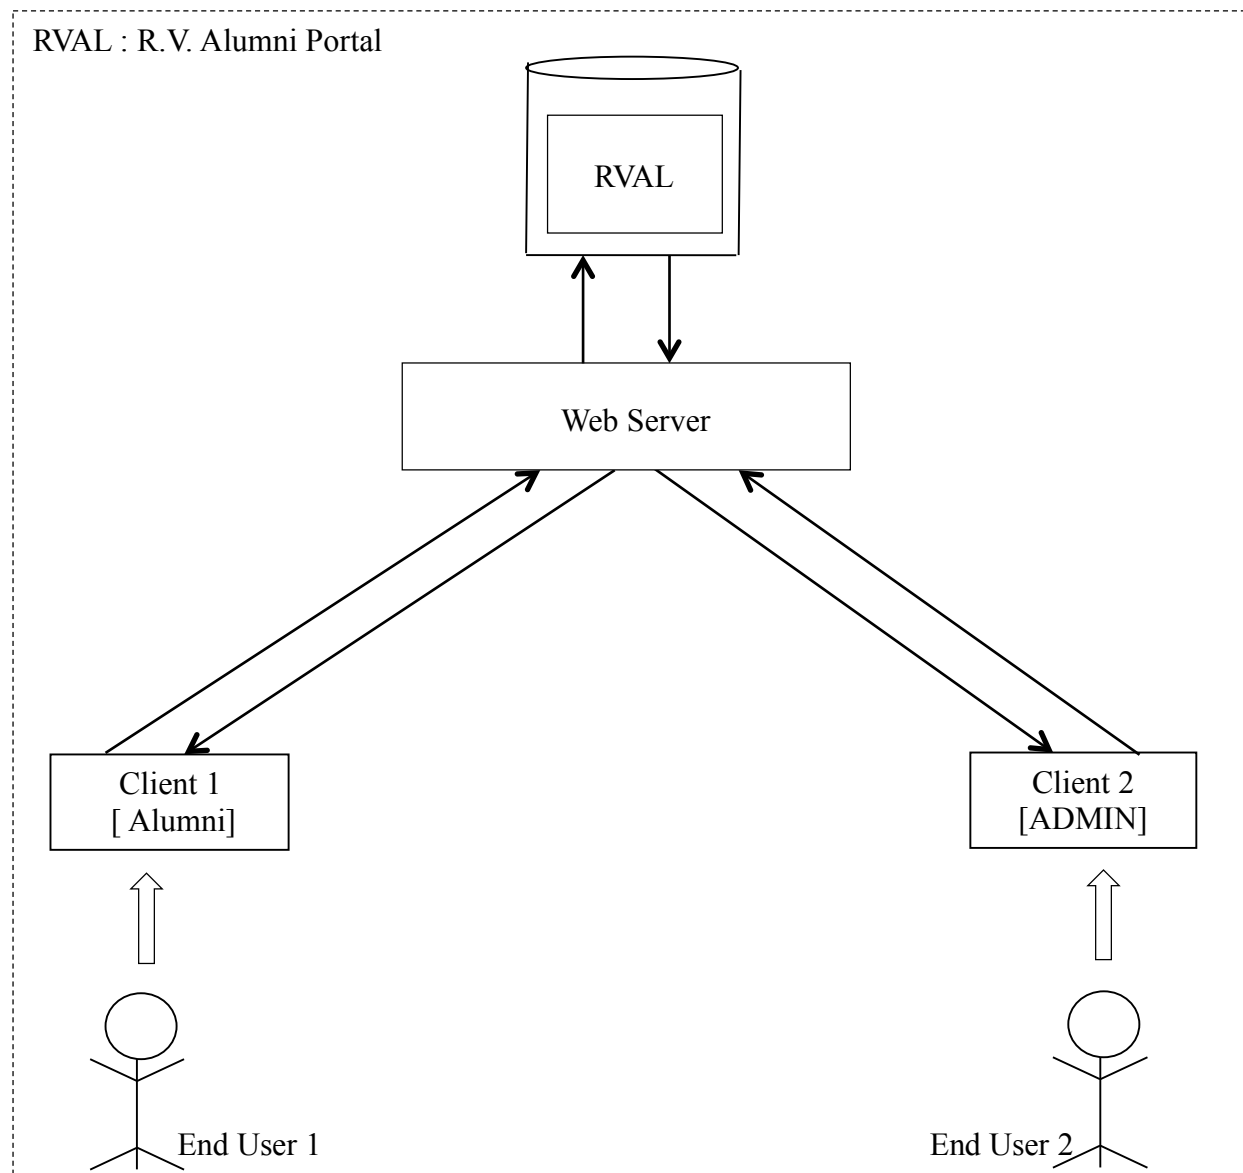 RVAL : R.V. Alumni Portal
RVAL
Web Server
Client 1
[ Alumni]
Client 2
[ADMIN]
End User 1
End User 2